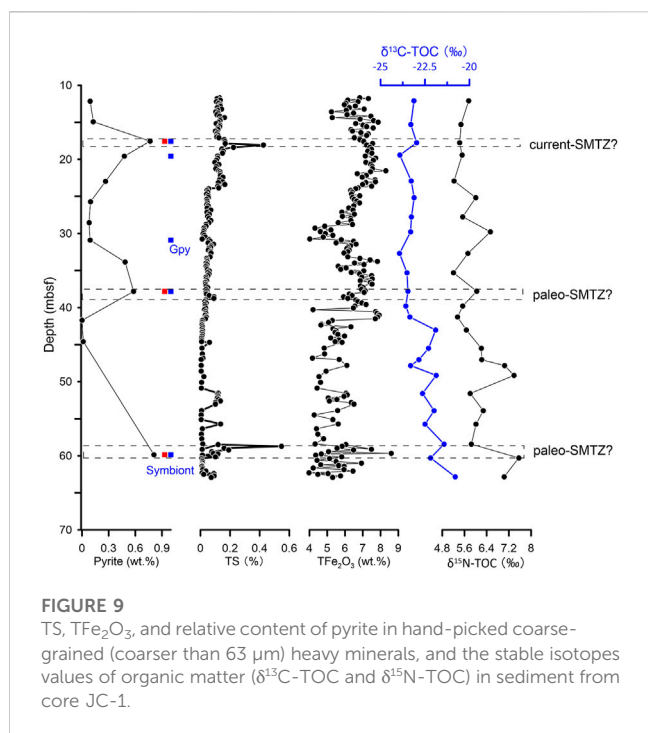 δ¹³C-TOC (‰)
-25 -22.5 -20
10
20
30
40
50
60
70
Depth (mbsf)
current-SMTZ?
Gpy
paleo-SMTZ?
paleo-SMTZ?
Symbiont
0 0.3 0.6 0.9
Pyrite (wt.%)
0 0.2 0.4 0.6
TS (%)
4 5 6 7 8 9
TFe₂O₃ (wt.%)
4.8 5.6 6.4 7.2 8
δ¹⁵N-TOC (‰)
FIGURE 9
TS, TFe₂O₃, and relative content of pyrite in hand-picked coarse-
grained (coarser than 63 μm) heavy minerals, and the stable isotopes
values of organic matter (δ¹³C-TOC and δ¹⁵N-TOC) in sediment from
core JC-1.